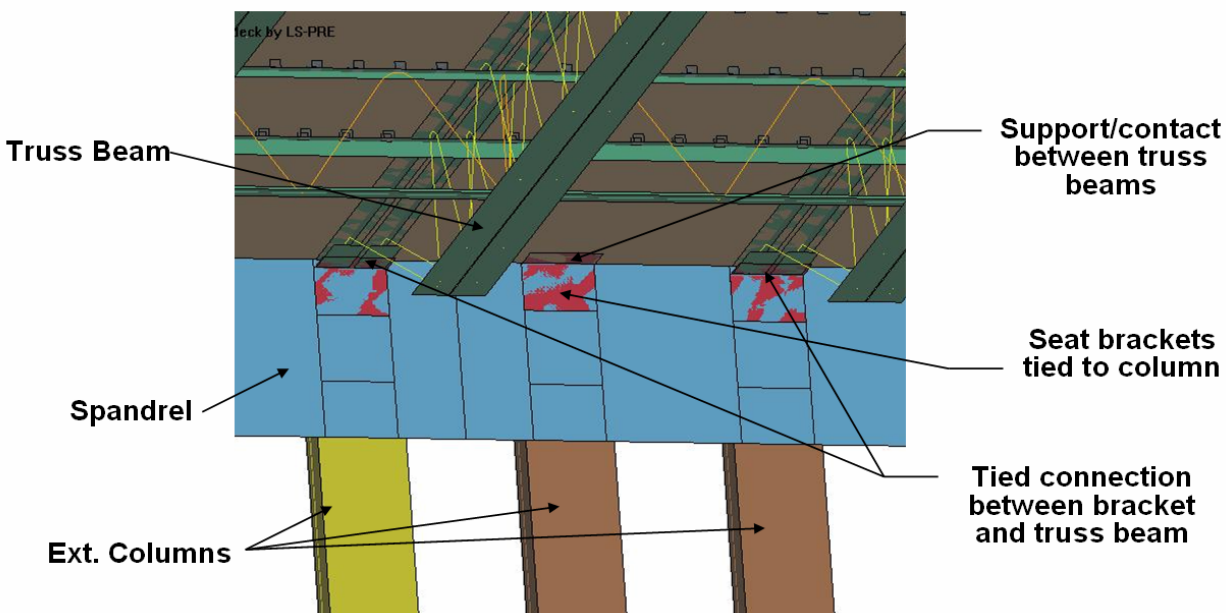 deck by LS-PRE
Truss Beam
Support/contact
between truss
beams
Seat brackets
tied to column
Spandrel
Tied connection
between bracket
and truss beam
Ext. Columns